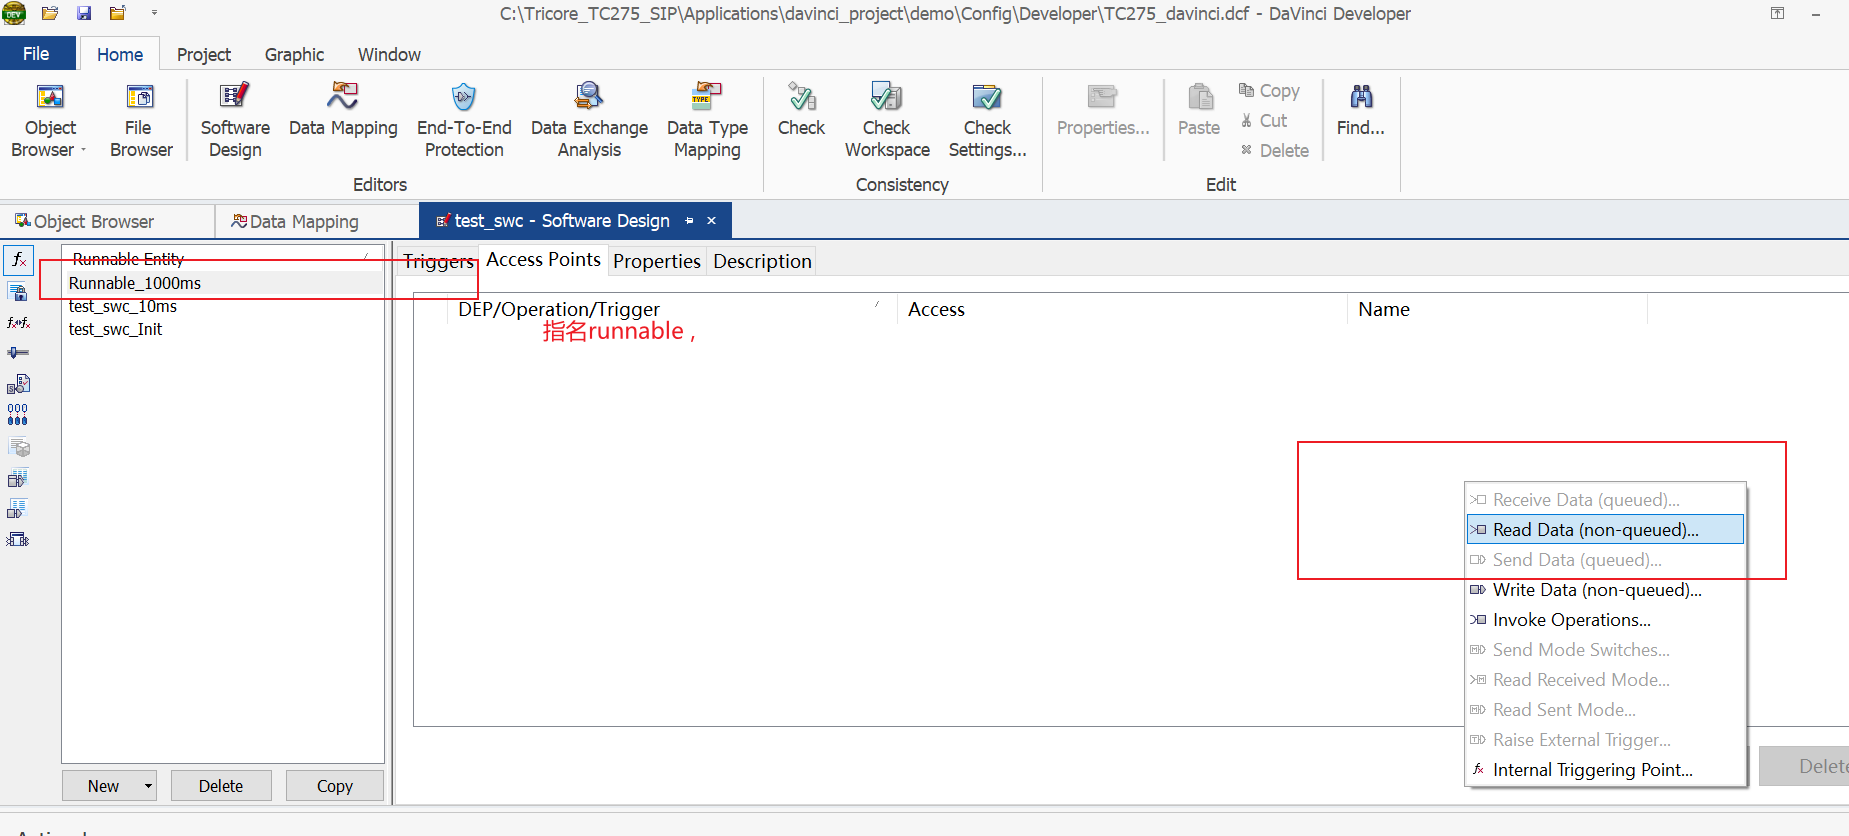 DEV C:\Tricore_TC275_SIP\Applications\davinci_project\demo\Config\Developer\TC275_davinci.dcf - DaVinci Developer
File Home Project Graphic Window
Object Browser
File Browser
Software Design
Data Mapping
End-To-End Protection
Data Exchange Analysis
TYPE
Data Type Mapping
Check
Check Workspace
Check Settings...
Properties...
Paste
Copy
Cut
Delete
Find...
Editors Consistency Edit
Object Browser Data Mapping test_swc - Software Design
Runnable Entity
Runnable_1000ms
test_swc_10ms
test_swc_Init
Triggers Access Points Properties Description
DEP/Operation/Trigger Access Name
指名runnable ,
Receive Data (queued)...
Read Data (non-queued)...
Send Data (queued)...
Write Data (non-queued)...
Invoke Operations...
Send Mode Switches...
Read Received Mode...
Read Sent Mode...
Raise External Trigger...
Internal Triggering Point...
New Delete Copy Delete